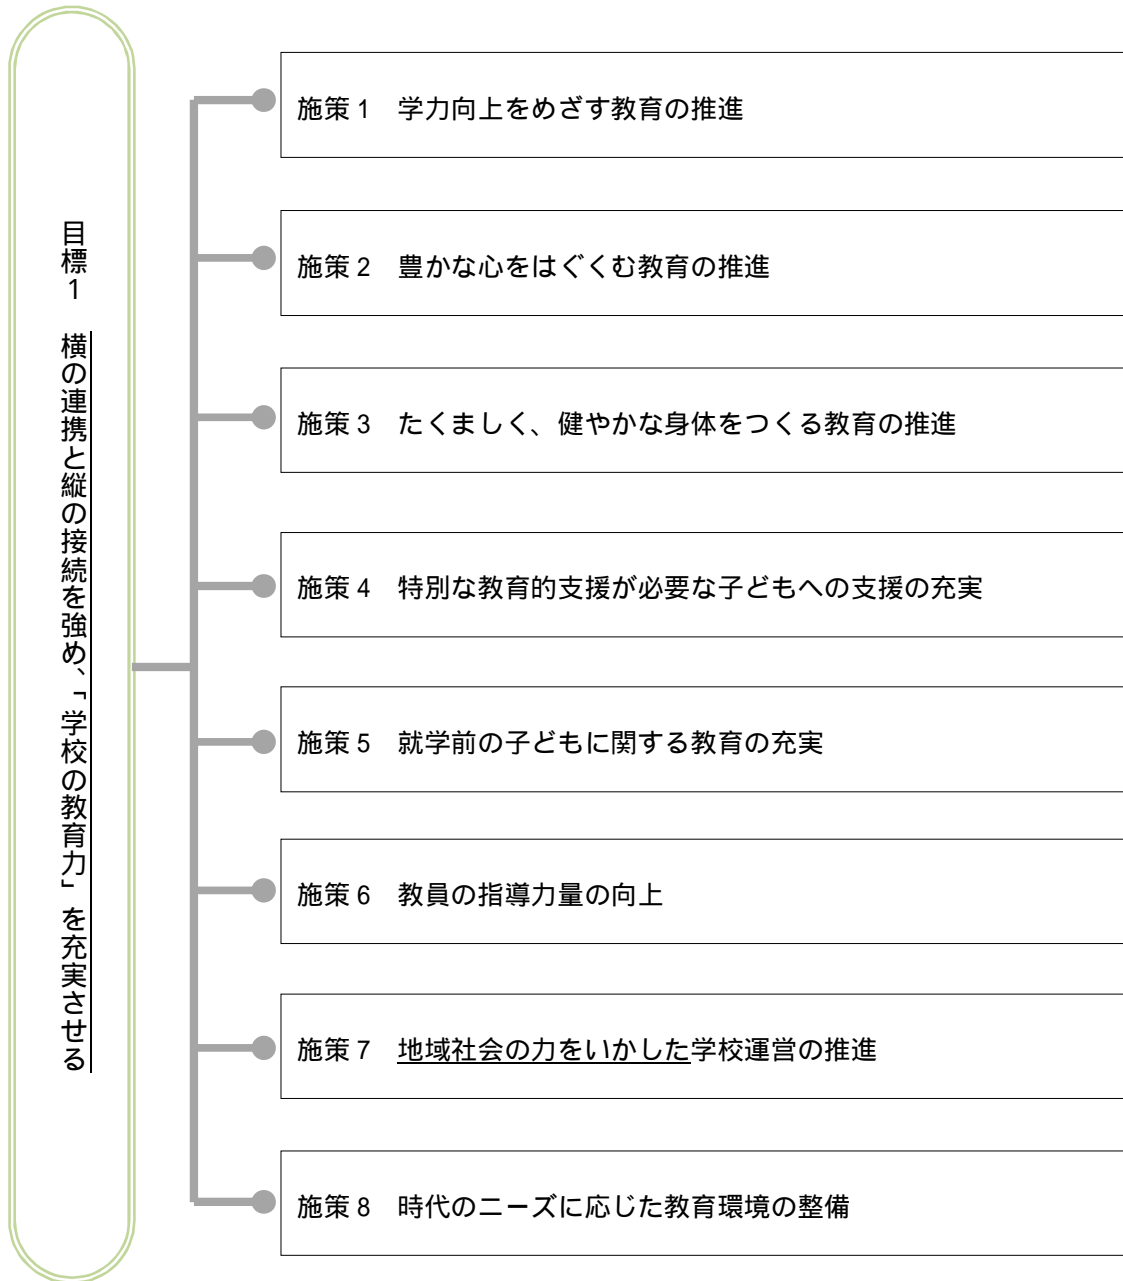 目標1　横の連携と縦の接続を強め、「学校の教育力」を充実させる
施策1　学力向上をめざす教育の推進
施策2　豊かな心をはぐくむ教育の推進
施策3　たくましく、健やかな身体をつくる教育の推進
施策4　特別な教育的支援が必要な子どもへの支援の充実
施策5　就学前の子どもに関する教育の充実
施策6　教員の指導力量の向上
施策7　地域社会の力をいかした学校運営の推進
施策8　時代のニーズに応じた教育環境の整備